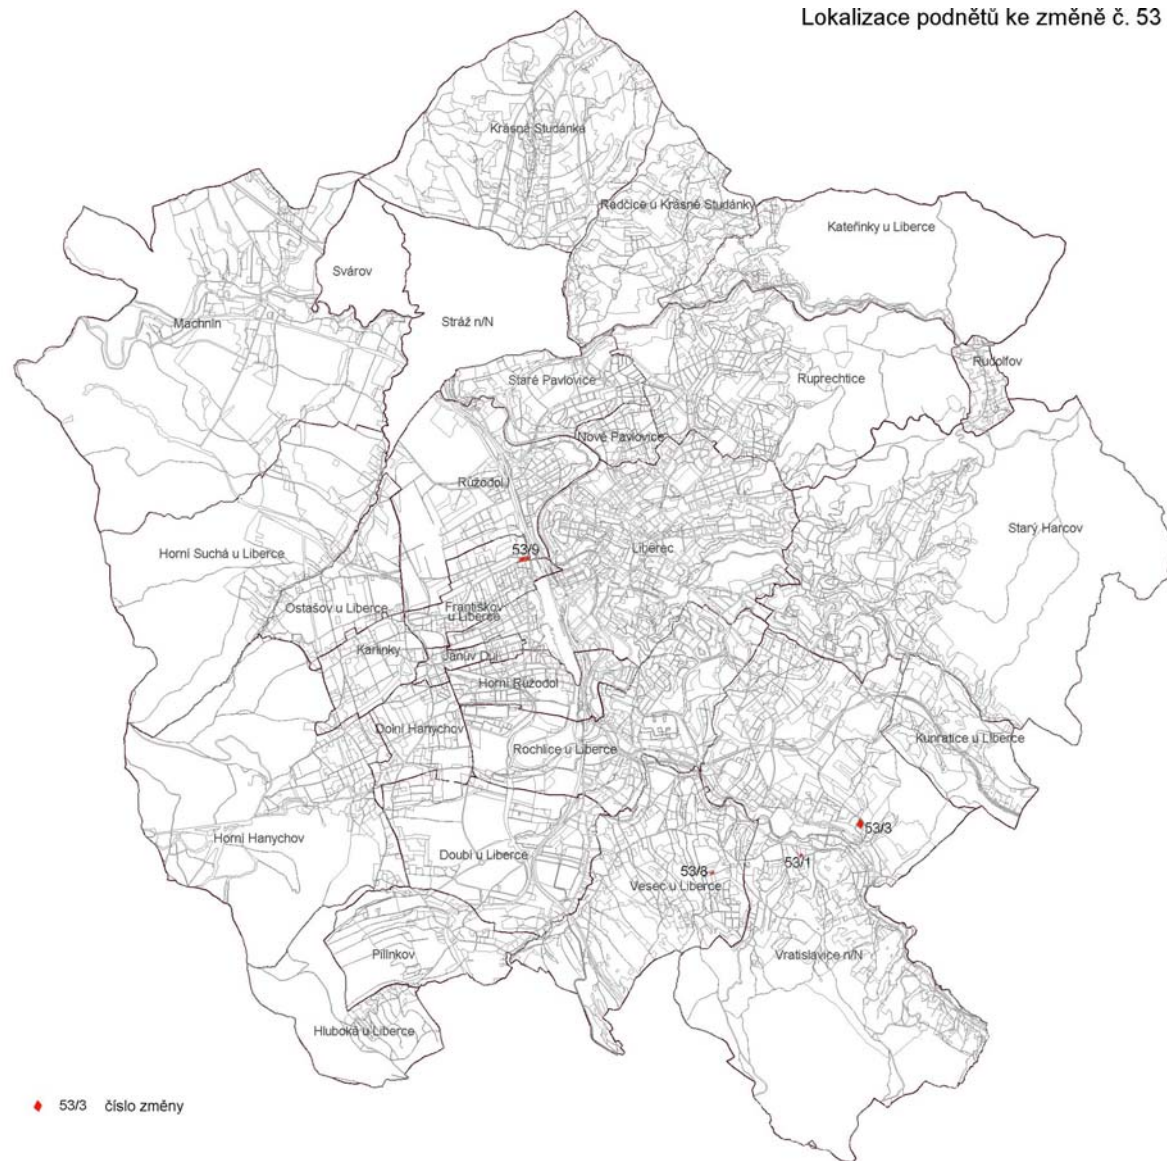 Lokalizace podnětů ke změně č. 53
Krásná Studánka
Radčice u Krásné Studánky
Kateřinky u Liberce
Svárov
Machnín
Stráž n/N
Rudolfov
Staré Pavlovice
Ruprechtice
Nové Pavlovice
Růžodol I
Starý Harcov
53/9
Liberec
Horní Suchá u Liberce
Ostašov u Liberce
Františkov
u Liberce
Karlinky
Janův Důl
Horní Růžodol
Dolní Hanychov
Rochlice u Liberce
Kunratice u Liberce
53/3
Horní Hanychov
Doubí u Liberce
53/1
53/8
Vesec u Liberce
Pilínkov
Vratislavice n/N
Hluboká u Liberce
53/3 číslo změny